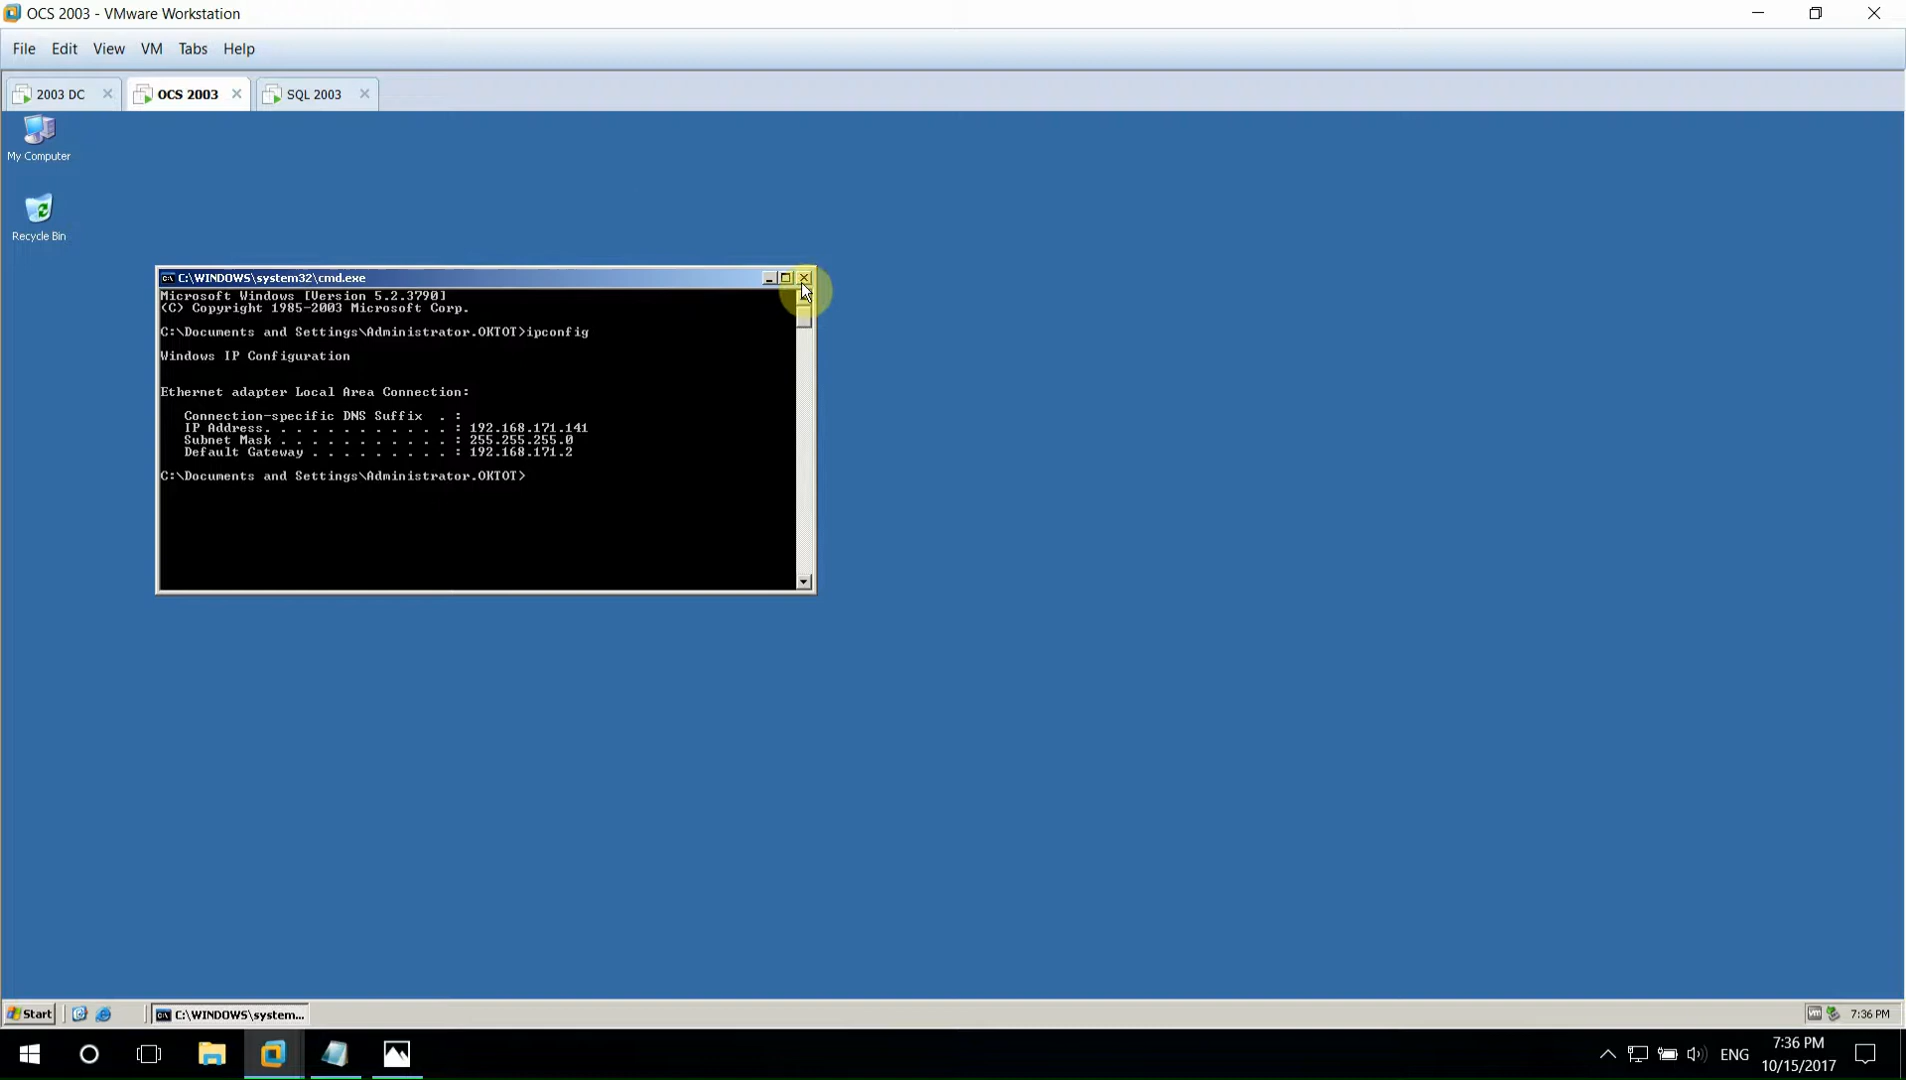 OCS 2003 - VMware Workstation
File Edit View VM Tabs Help
2003 DC OCS 2003 SQL 2003
My Computer
Recycle Bin
C:\WINDOWS\system32\cmd.exe
Microsoft Windows [Version 5.2.3790]
(C) Copyright 1985-2003 Microsoft Corp.
C:\Documents and Settings\Administrator.OKTOT>ipconfig
Windows IP Configuration
Ethernet adapter Local Area Connection:
Connection-specific DNS Suffix . :
IP Address. . . . . . . . . . . . : 192.168.171.141
Subnet Mask . . . . . . . . . . . : 255.255.255.0
Default Gateway . . . . . . . . . : 192.168.171.2
C:\Documents and Settings\Administrator.OKTOT>
Start C:\WINDOWS\system... vm 7:36 PM
ENG 7:36 PM
10/15/2017